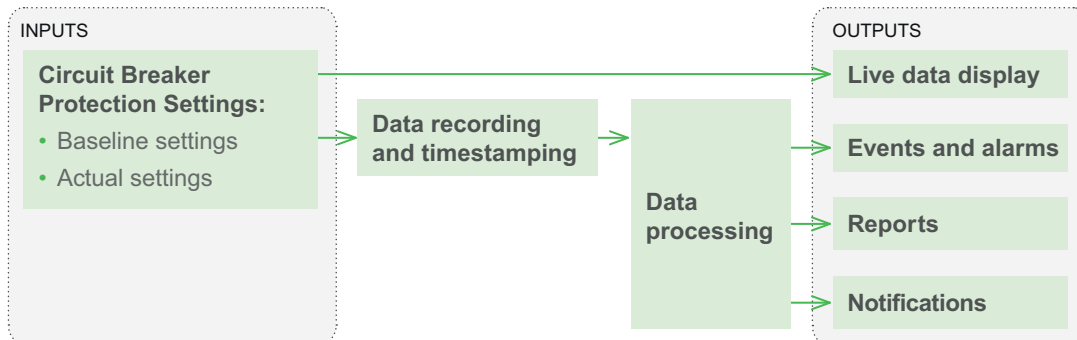 INPUTS
Circuit Breaker
Protection Settings:
• Baseline settings
• Actual settings
Data recording
and timestamping
Data
processing
OUTPUTS
Live data display
Events and alarms
Reports
Notifications